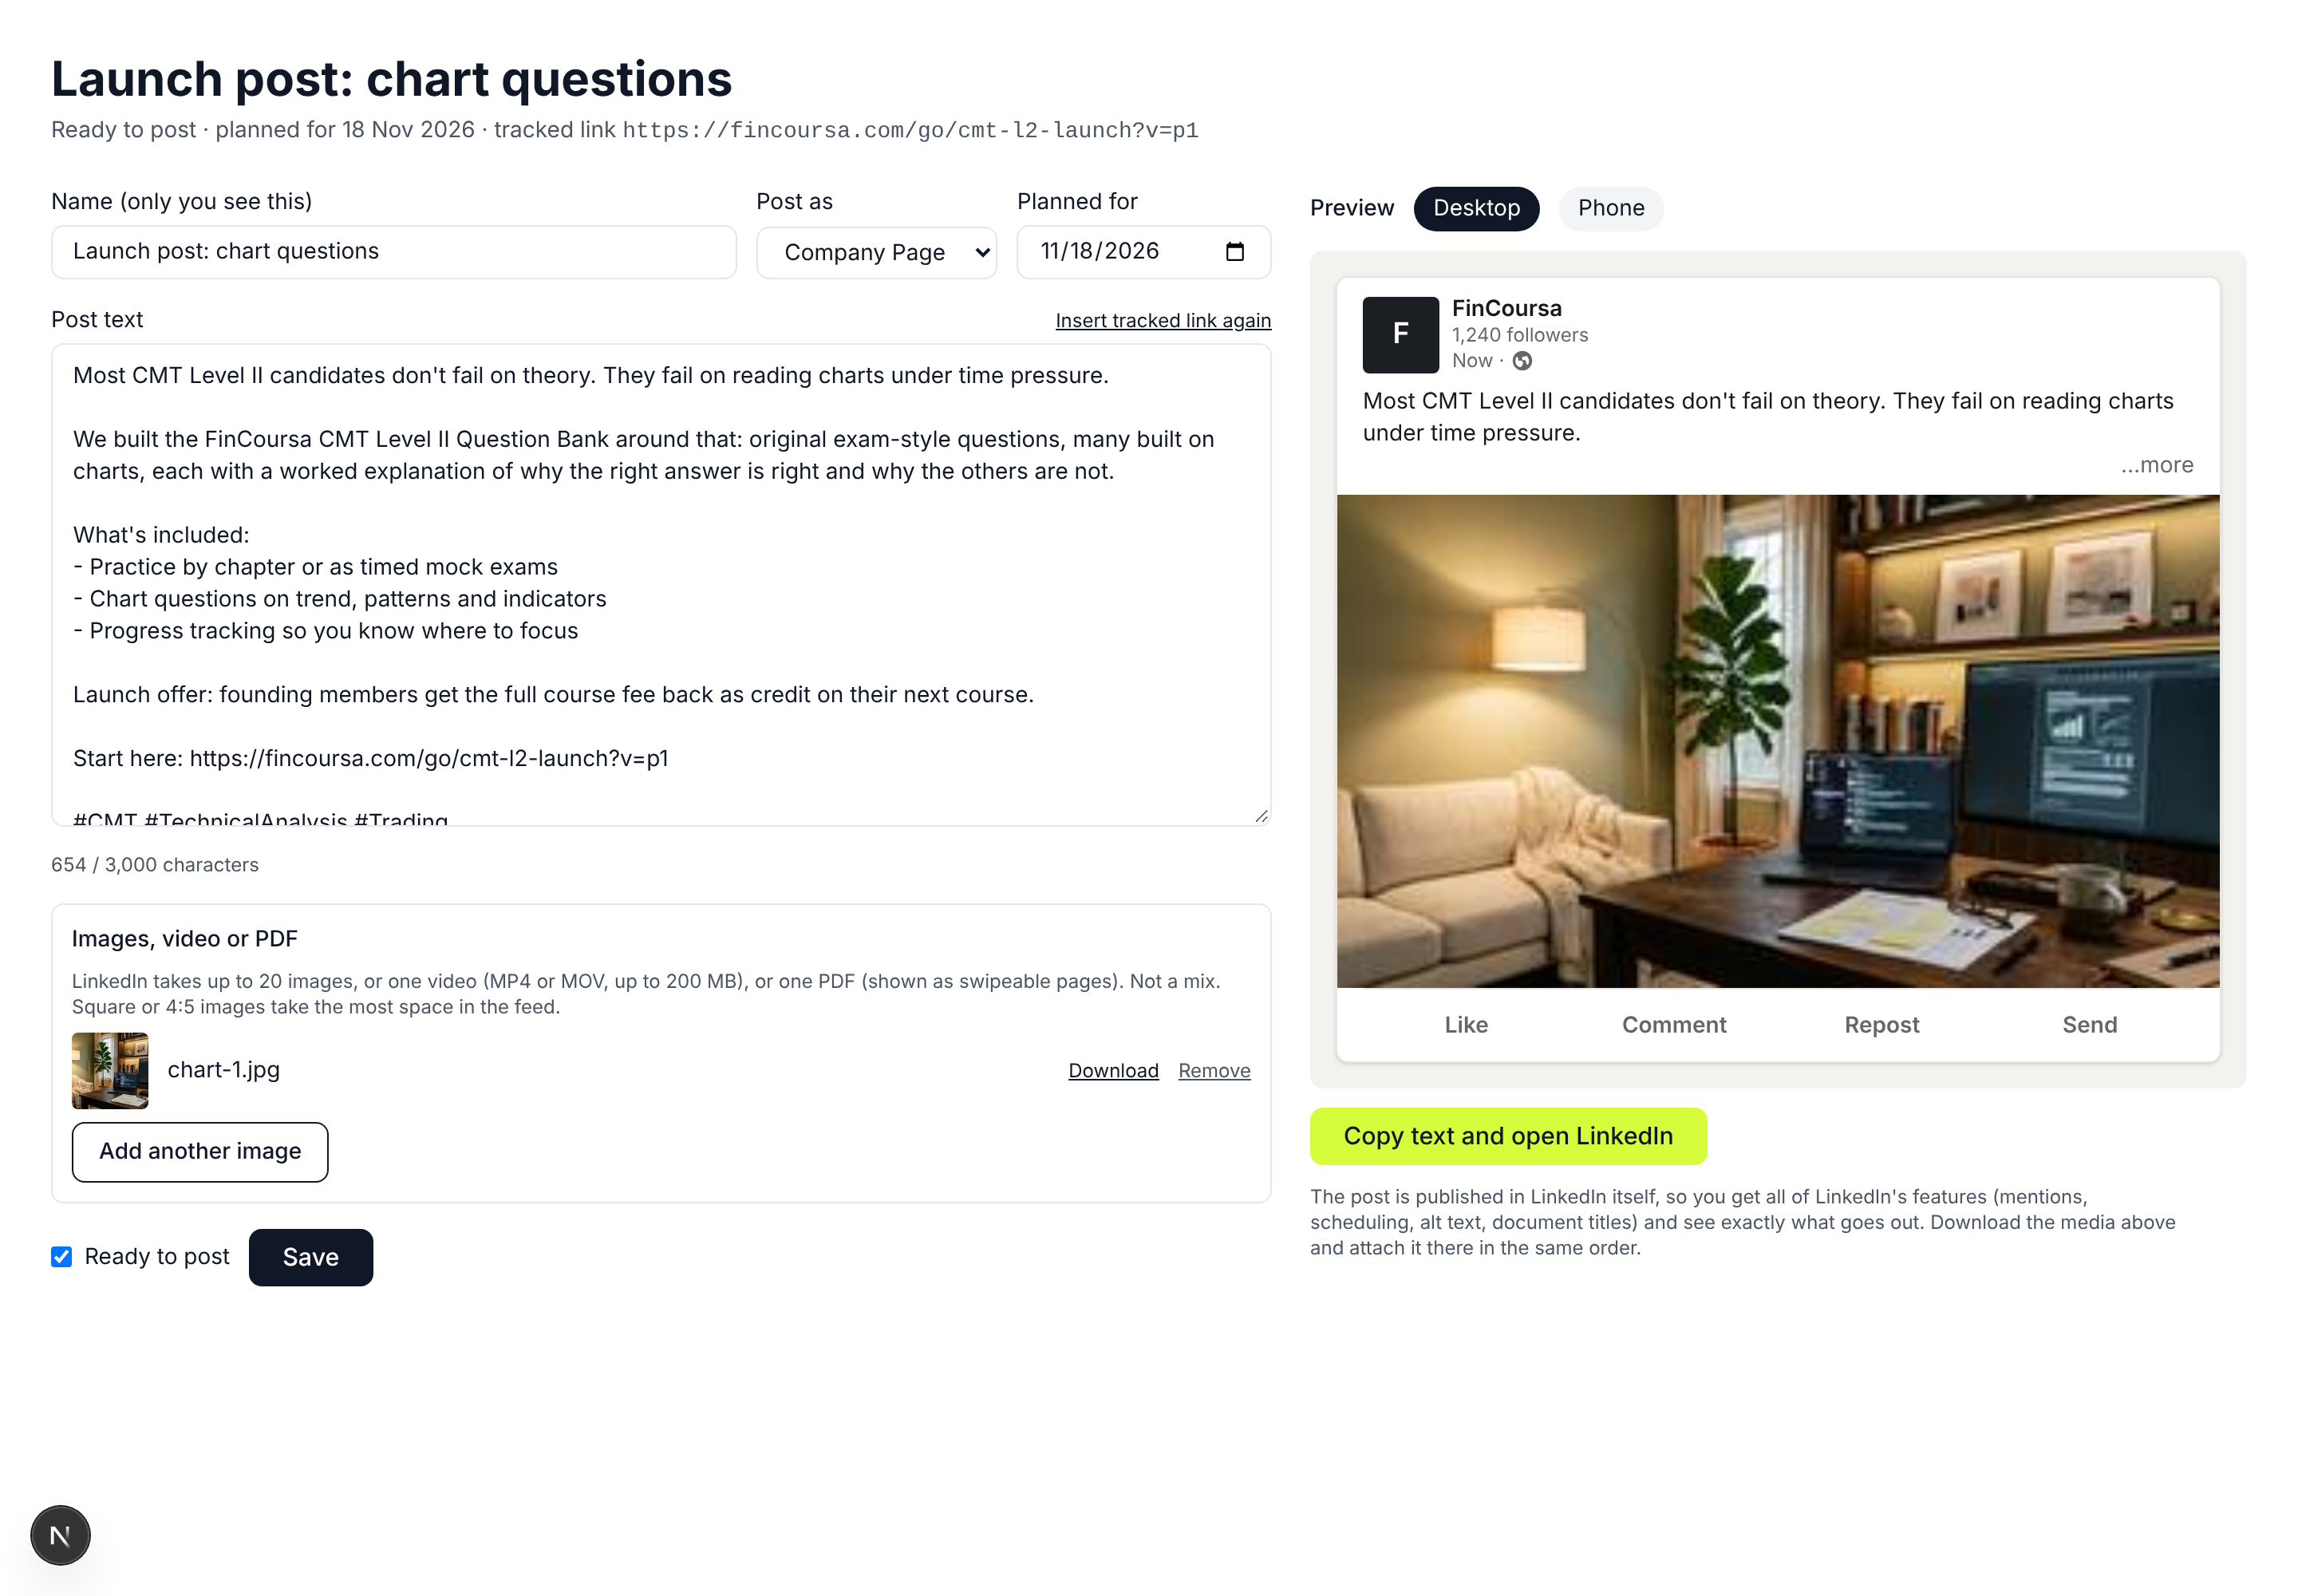 Launch post: chart questions
Ready to post · planned for 18 Nov 2026 · tracked link https://fincoursa.com/go/cmt-l2-launch?v=p1
Name (only you see this)
Launch post: chart questions
Post as
Company Page
Planned for
11/18/2026
Post text
Insert tracked link again
Most CMT Level II candidates don't fail on theory. They fail on reading charts under time pressure.
We built the FinCoursa CMT Level II Question Bank around that: original exam-style questions, many built on
charts, each with a worked explanation of why the right answer is right and why the others are not.
What's included:
- Practice by chapter or as timed mock exams
- Chart questions on trend, patterns and indicators
- Progress tracking so you know where to focus
Launch offer: founding members get the full course fee back as credit on their next course.
Start here: https://fincoursa.com/go/cmt-l2-launch?v=p1
#CMT #TechnicalAnalysis #Trading
654 / 3,000 characters
Images, video or PDF
LinkedIn takes up to 20 images, or one video (MP4 or MOV, up to 200 MB), or one PDF (shown as swipeable pages). Not a mix.
Square or 4:5 images take the most space in the feed.
chart-1.jpg
Download
Remove
Add another image
Ready to post
Save
Preview
Desktop
Phone
F
FinCoursa
1,240 followers
Now ·
Most CMT Level II candidates don't fail on theory. They fail on reading charts
under time pressure.
...more
Like
Comment
Repost
Send
Copy text and open LinkedIn
The post is published in LinkedIn itself, so you get all of LinkedIn's features (mentions,
scheduling, alt text, document titles) and see exactly what goes out. Download the media above
and attach it there in the same order.
N